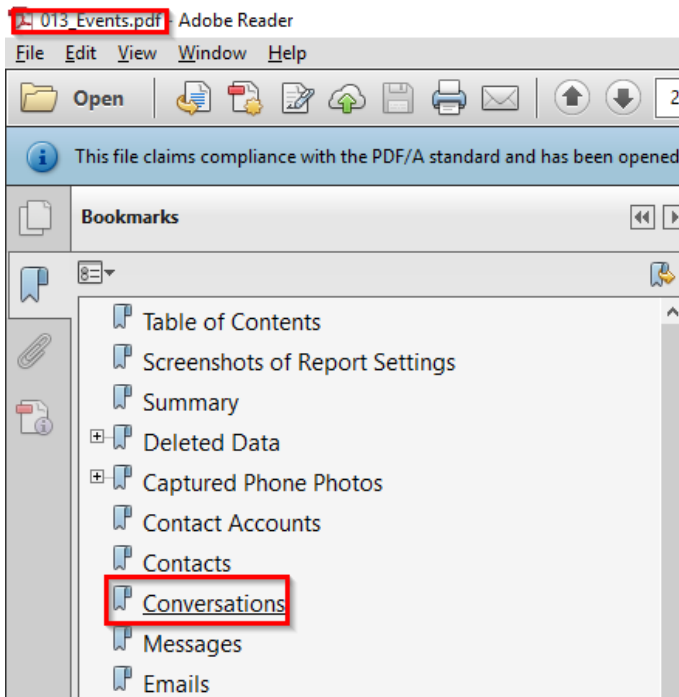 013_Events.pdf - Adobe Reader
File Edit View Window Help
Open 2
This file claims compliance with the PDF/A standard and has been opened
Bookmarks
Table of Contents
Screenshots of Report Settings
Summary
Deleted Data
Captured Phone Photos
Contact Accounts
Contacts
Conversations
Messages
Emails